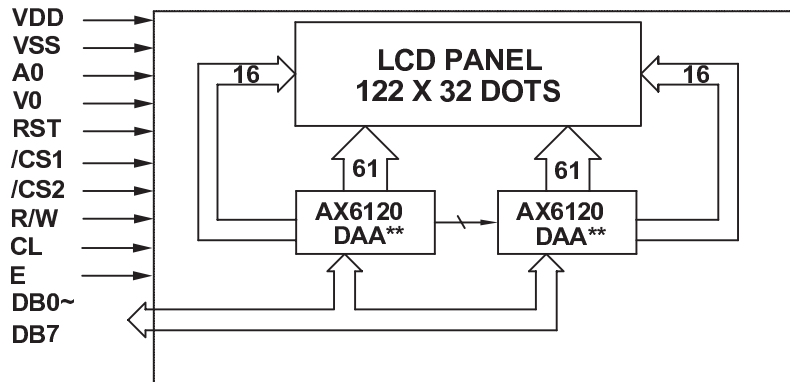 VDD
VSS
A0
V0
RST
/CS1
/CS2
R/W
CL
E
DB0~
DB7
LCD PANEL
122 X 32 DOTS
16
16
61
61
AX6120
DAA**
AX6120
DAA**